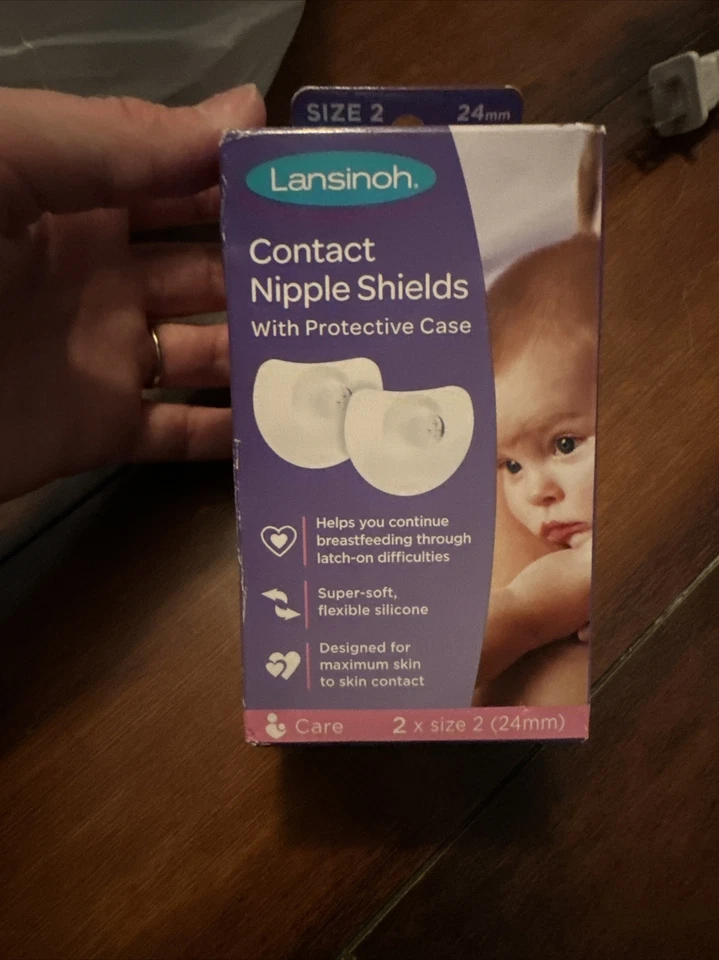 SIZE 2 24mm
Lansinoh®
Contact
Nipple Shields
With Protective Case
Helps you continue
breastfeeding through
latch-on difficulties
Super-soft,
flexible silicone
Designed for
maximum skin
to skin contact
Care 2 x size 2 (24mm)